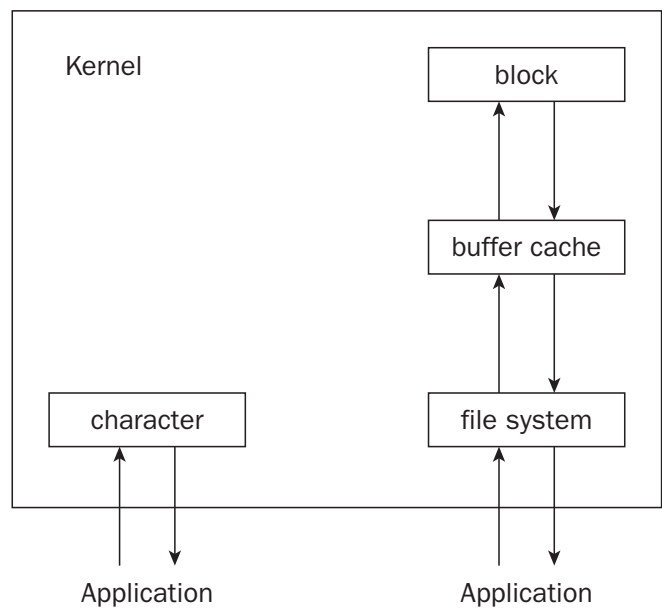 Kernel
block
buffer cache
character
file system
Application
Application